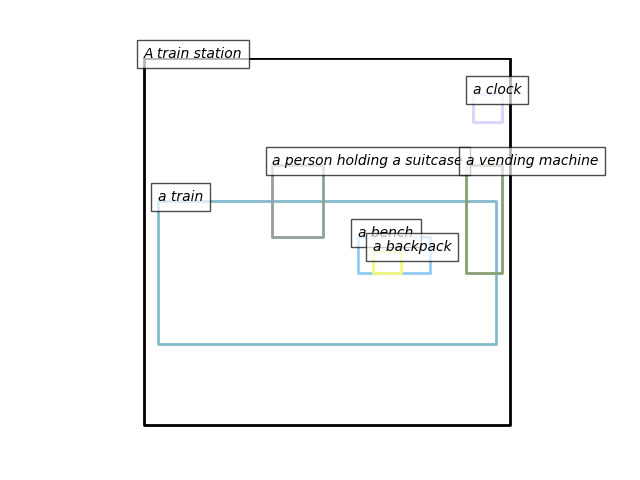 A train station
a clock
a person holding a suitcase
a vending machine
a train
a bench
a backpack